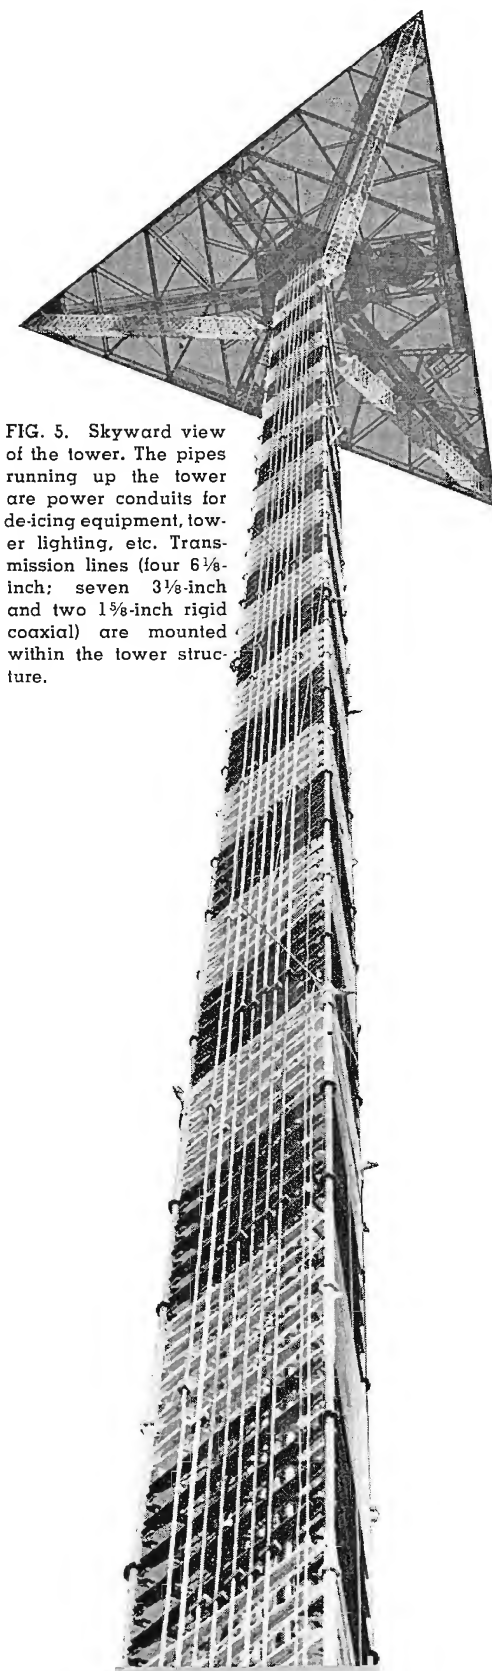 FIG. 5. Skyward view
of the tower. The pipes
running up the tower
are power conduits for
de-icing equipment, tow-
er lighting, etc. Trans-
mission lines (four 6⅛-
inch; seven 3⅛-inch
and two 1⅝-inch rigid
coaxial) are mounted
within the tower struc-
ture.